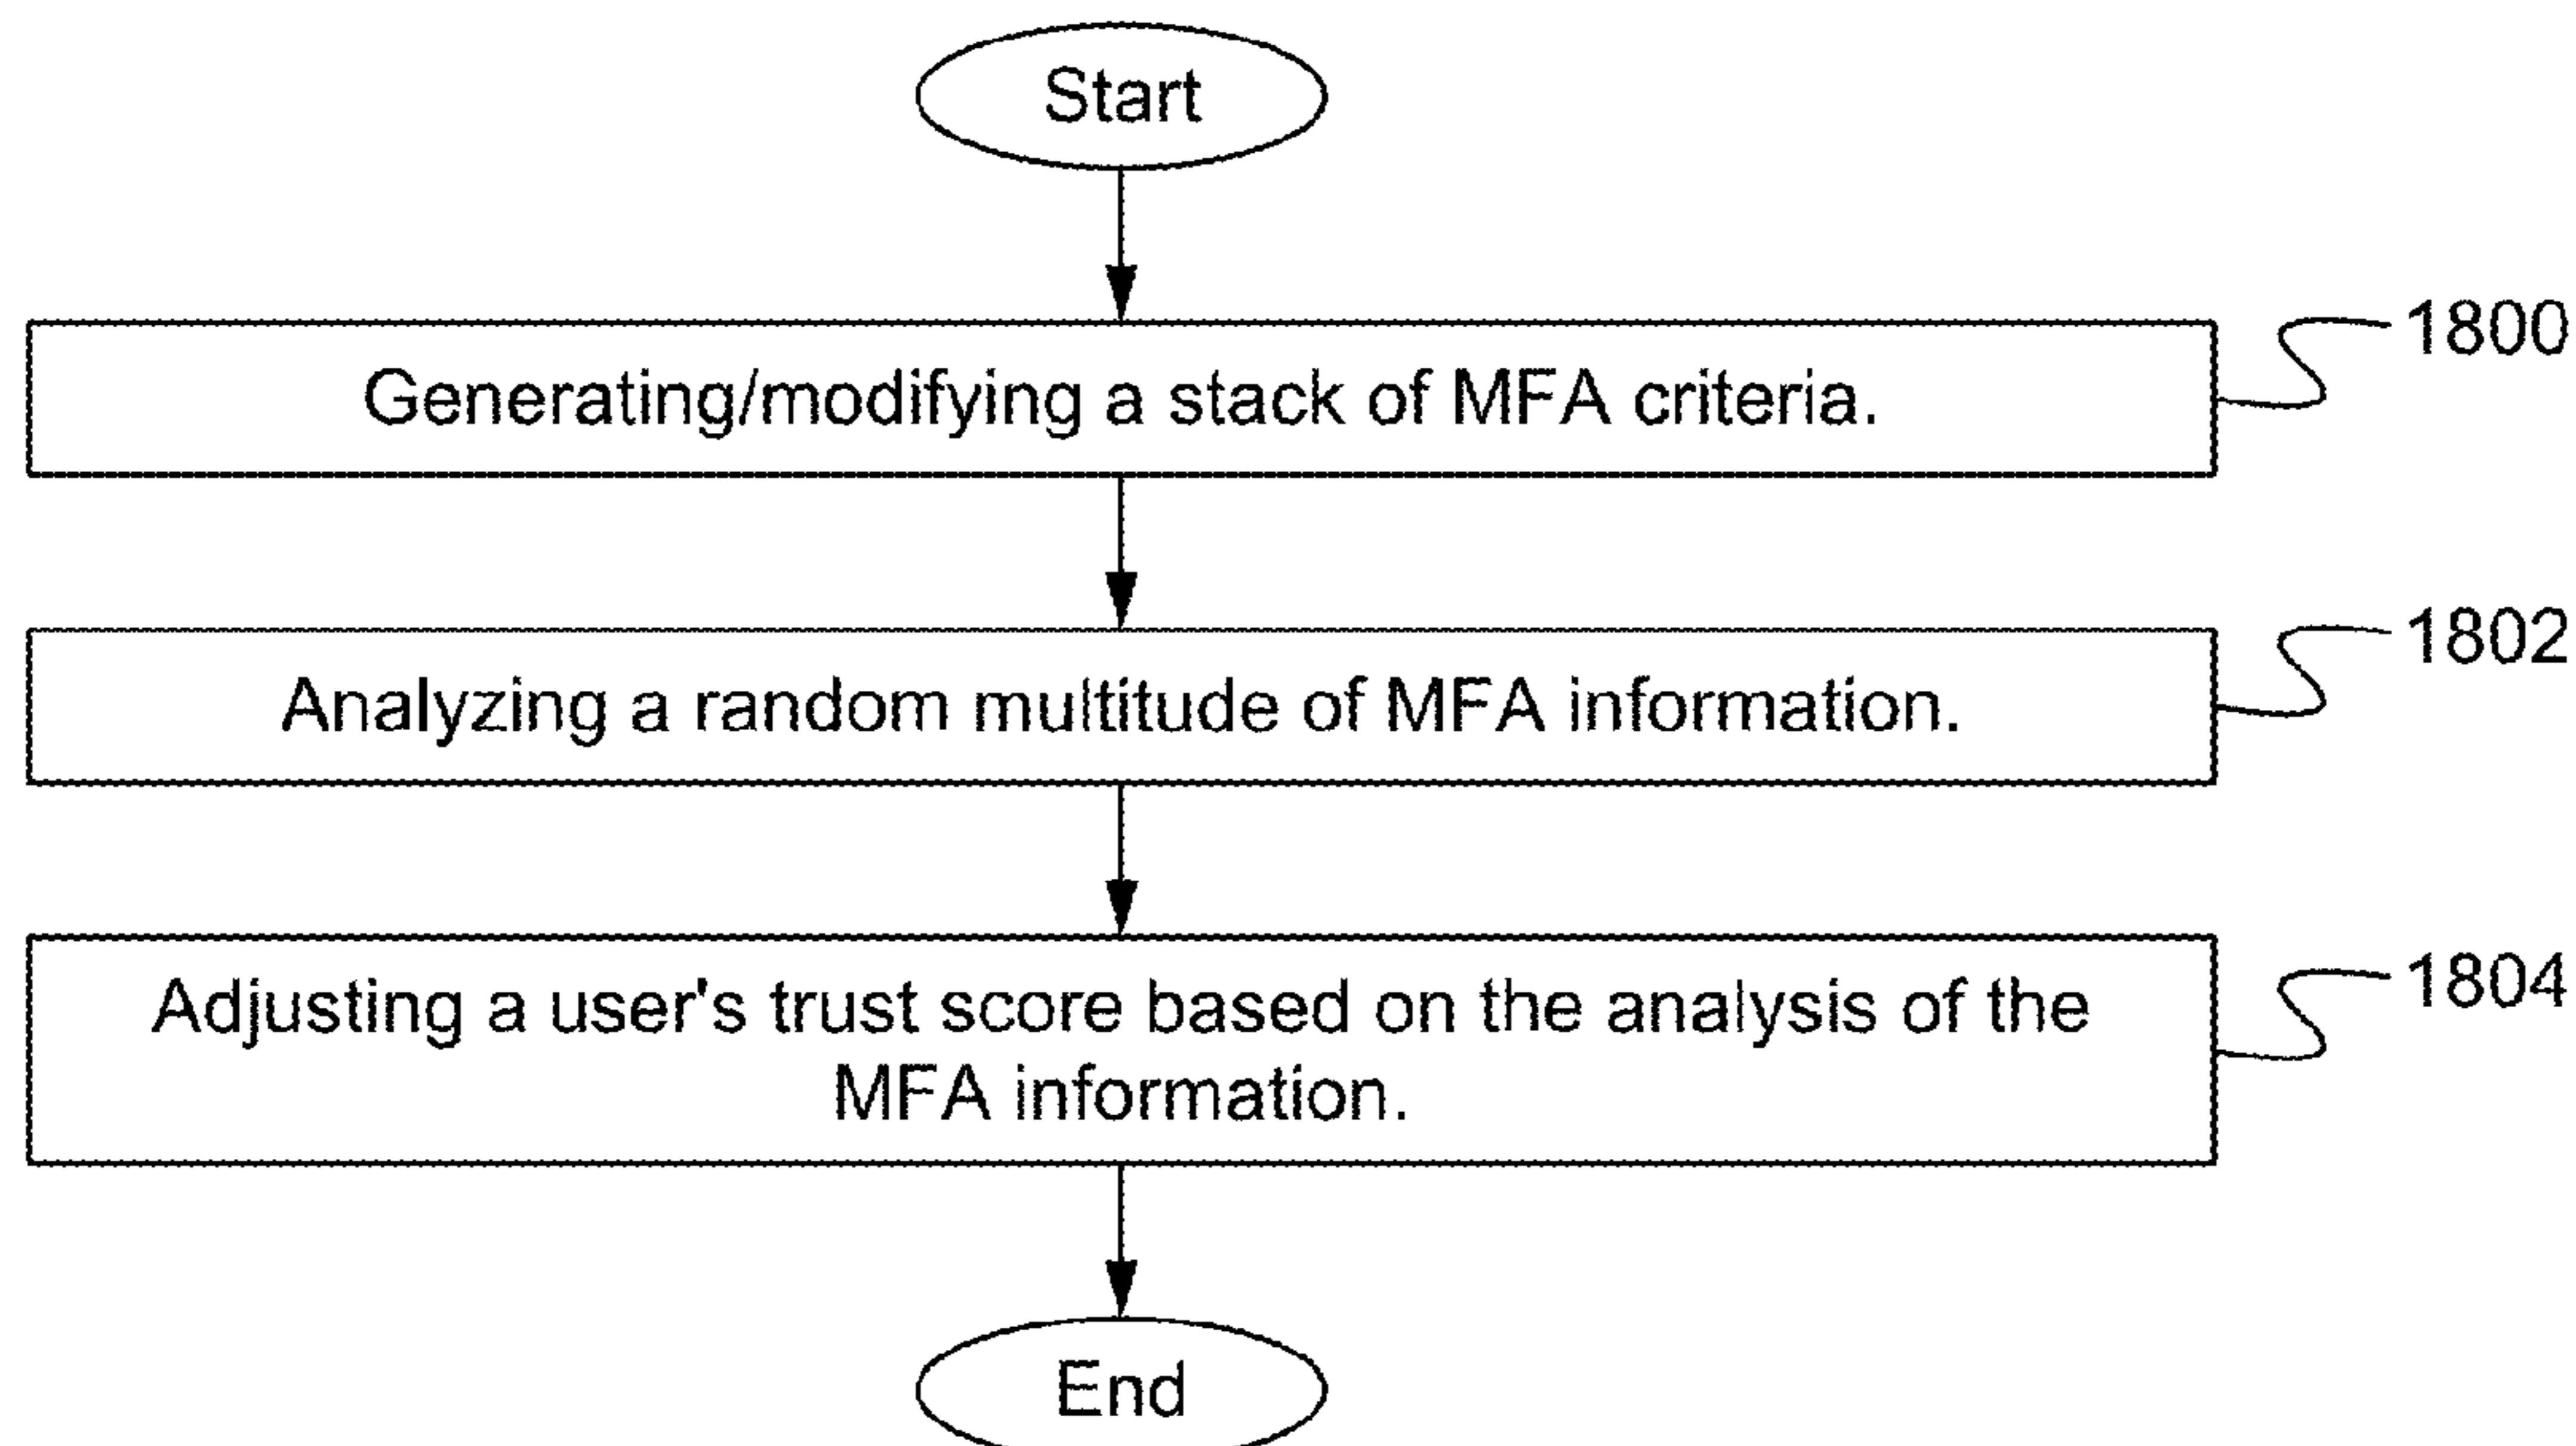 Start
Generating/modifying a stack of MFA criteria.
1800
Analyzing a random multitude of MFA information.
1802
Adjusting a user's trust score based on the analysis of the
MFA information.
1804
End